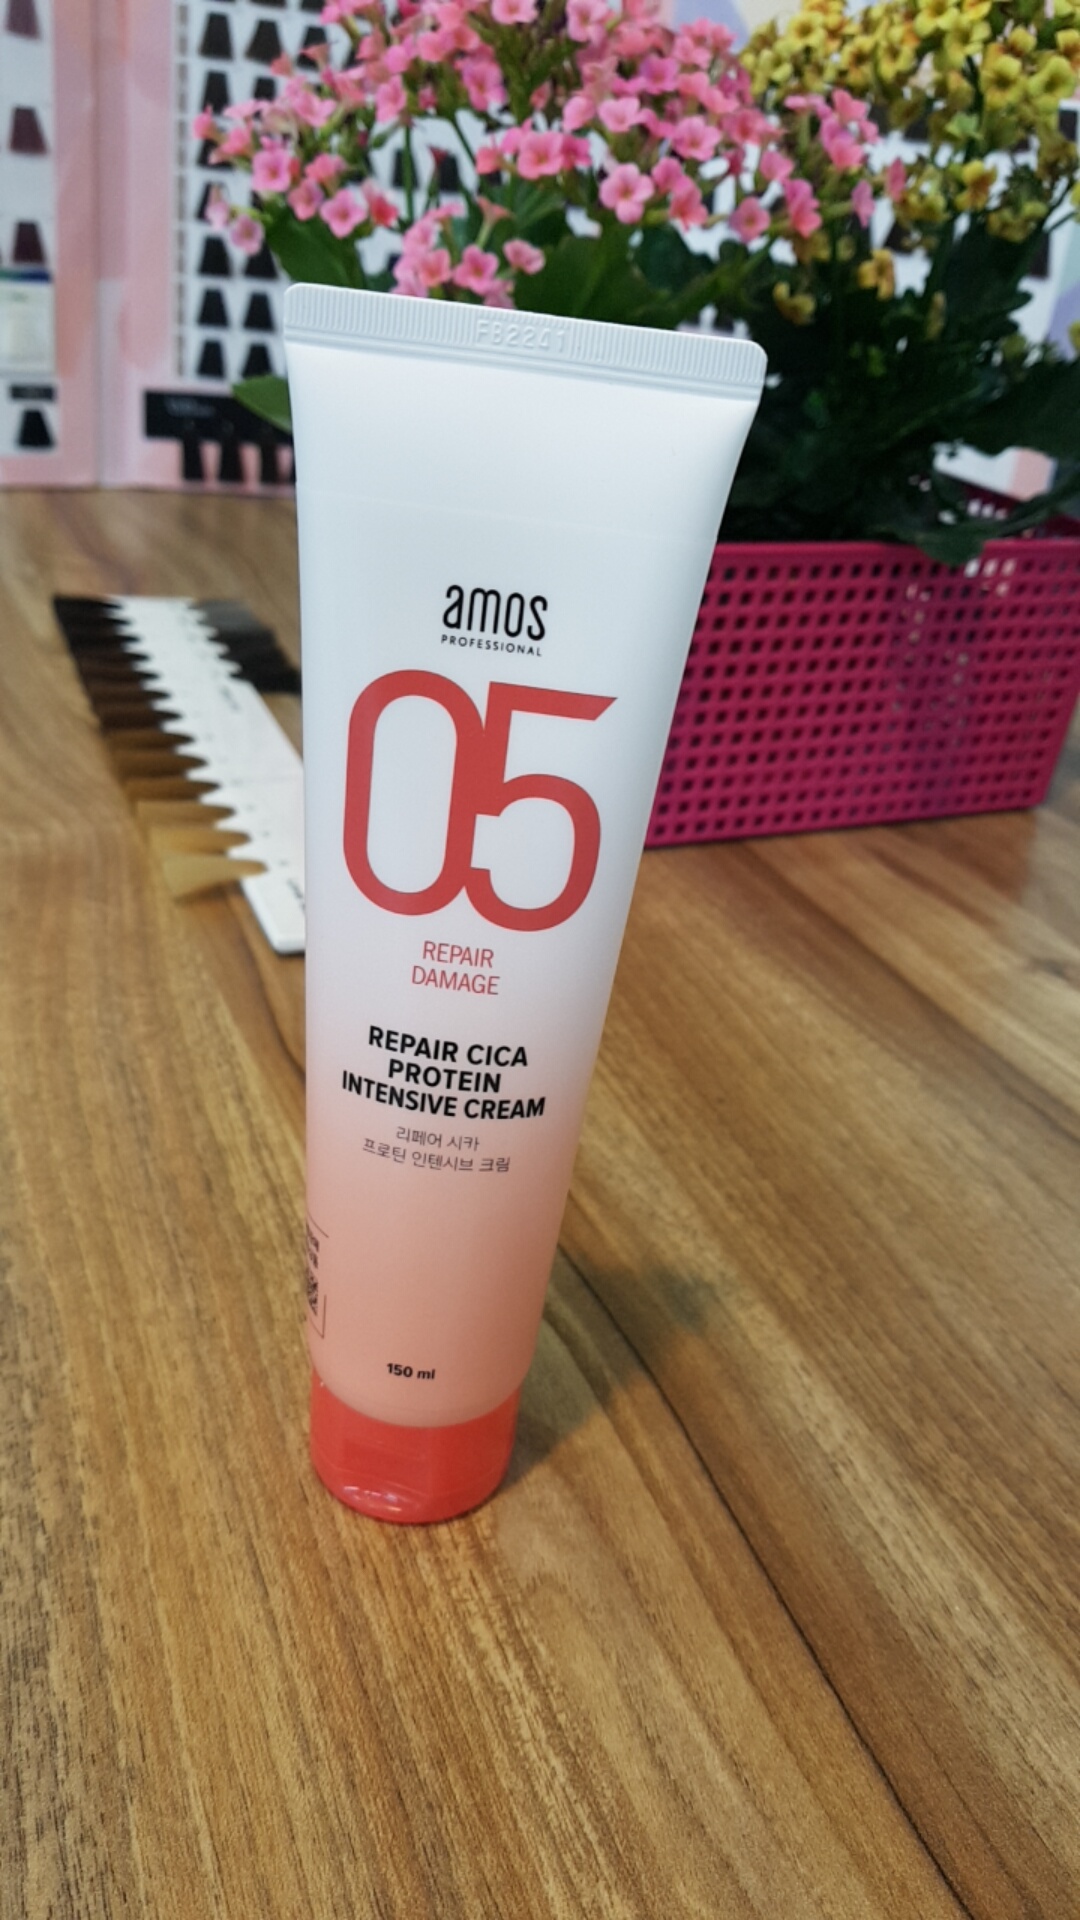 FB2241
amos
PROFESSIONAL
05
REPAIR
DAMAGE
REPAIR CICA
PROTEIN
INTENSIVE CREAM
리페어 시카
프로틴 인텐시브 크림
150 ml